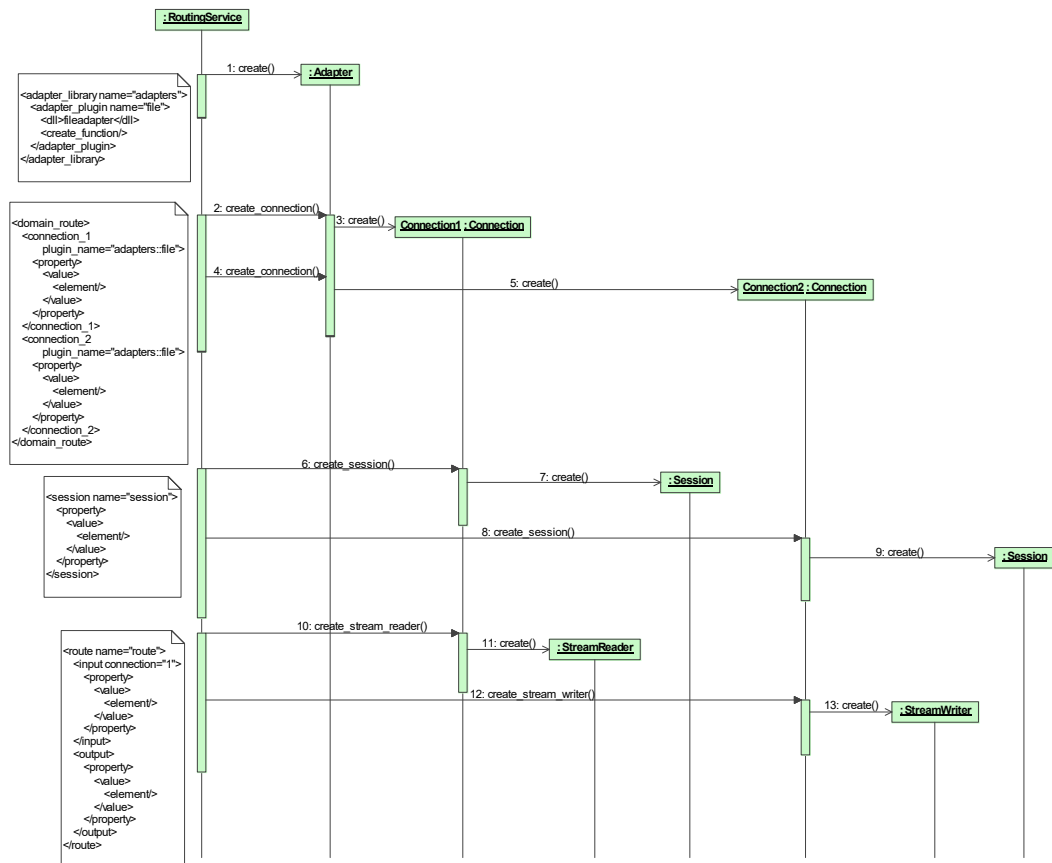 : RoutingService
1: create()
: Adapter
<adapter_library name="adapters">
<adapter_plugin name="file">
<dll>fileadapter</dll>
<create_function/>
</adapter_plugin>
</adapter_library>
2: create_connection()
3: create()
Connection1 : Connection
<domain_route>
<connection_1
plugin_name="adapters::file">
<property>
<value>
<element/>
</value>
</property>
</connection_1>
<connection_2
plugin_name="adapters::file">
<property>
<value>
<element/>
</value>
</property>
</connection_2>
</domain_route>
4: create_connection()
5: create()
Connection2 : Connection
6: create_session()
7: create()
: Session
<session name="session">
<property>
<value>
<element/>
</value>
</property>
</session>
8: create_session()
9: create()
: Session
10: create_stream_reader()
11: create()
: StreamReader
<route name="route">
<input connection="1">
<property>
<value>
<element/>
</value>
</property>
</input>
<output>
<property>
<value>
<element/>
</value>
</property>
</output>
</route>
12: create_stream_writer()
13: create()
: StreamWriter